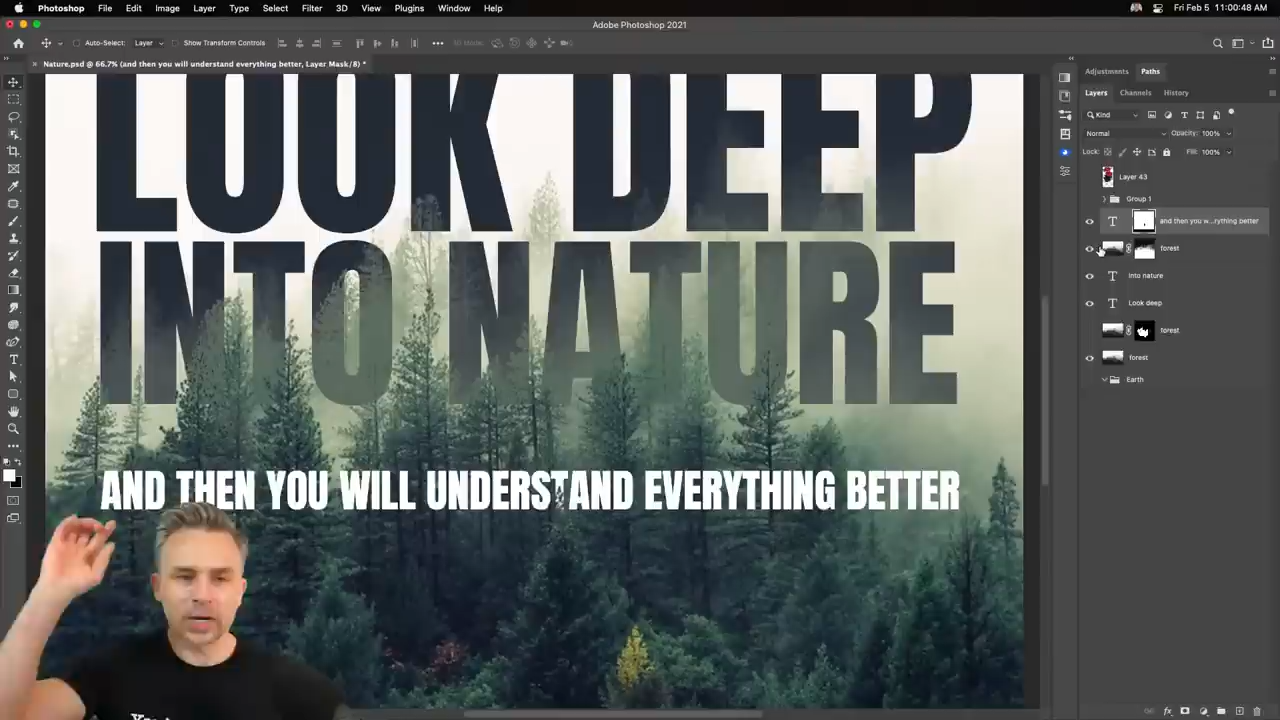 Photoshop File Edit Image Layer Type Select Filter 3D View Plugins Window Help Fri Feb 5 11:00:48 AM
Adobe Photoshop 2021
Auto-Select: Layer Show Transform Controls 3D Mode:
Nature.psd @ 66.7% (and then you will understand everything better, Layer Mask/8) *
Adjustments Paths
Layers Channels History
Kind
Normal Opacity: 100%
Lock: Fill: 100%
Layer 43
Group 1
and then you w...rything better
forest
Into nature
Look deep
forest
forest
Earth
LOOK DEEP
INTO NATURE
AND THEN YOU WILL UNDERSTAND EVERYTHING BETTER